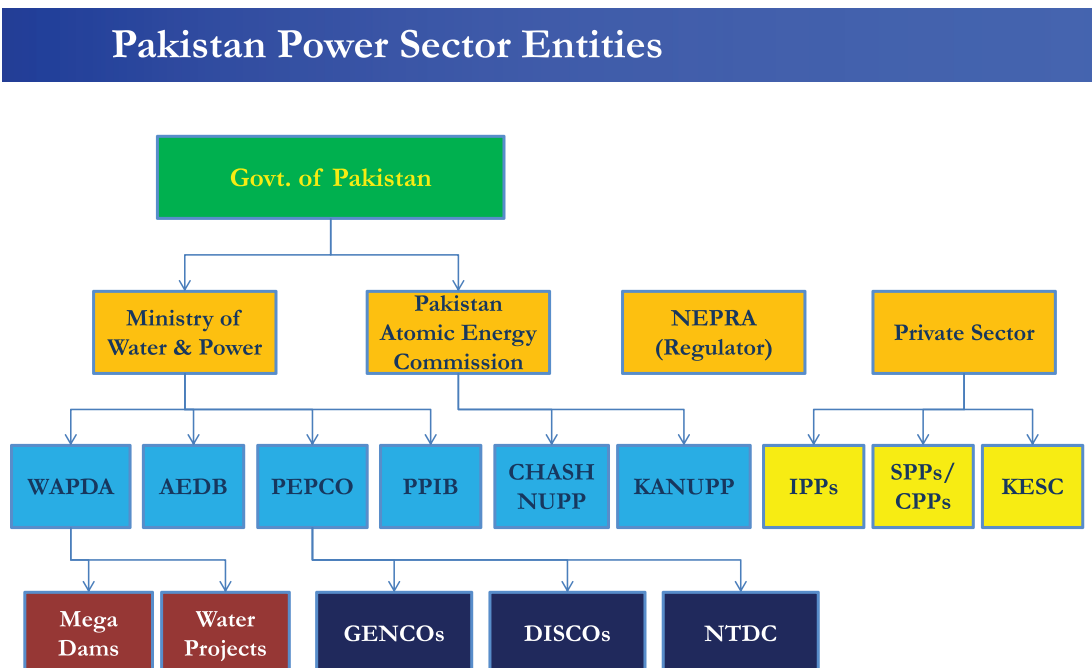 Pakistan Power Sector Entities
Govt. of Pakistan
Ministry of
Water & Power
Pakistan
Atomic Energy
Commission
NEPRA
(Regulator)
Private Sector
WAPDA
AEDB
PEPCO
PPIB
CHASH
NUPP
KANUPP
IPPs
SPPs/
CPPs
KESC
Mega
Dams
Water
Projects
GENCOs
DISCOs
NTDC